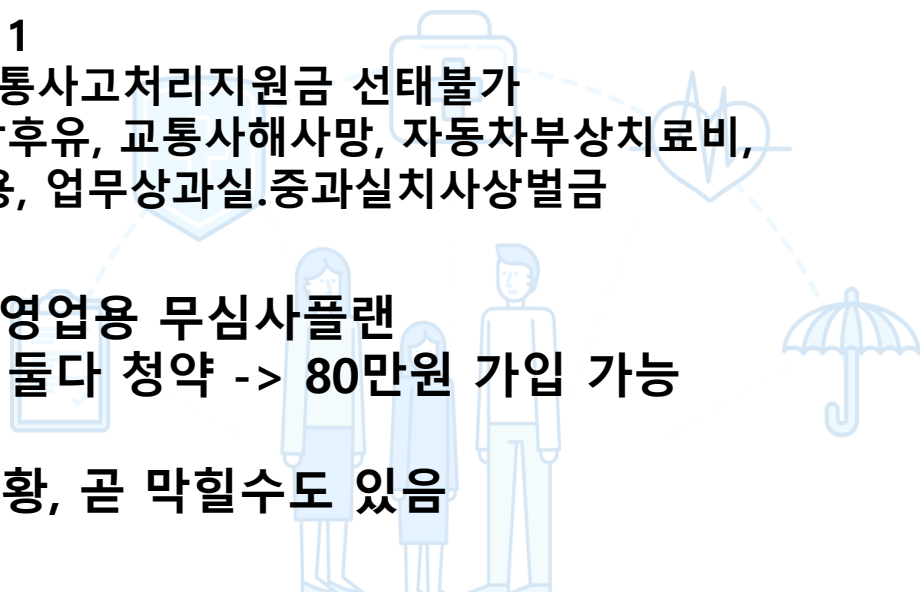 1
통사고처리지원금 선태불가
후유, 교통사해사망, 자동차부상치료비,
업무상과실.중과실치사상벌금
영업용 무심사플랜
둘다 청약 -> 80만원 가입 가능
황, 곧 막힐수도 있음